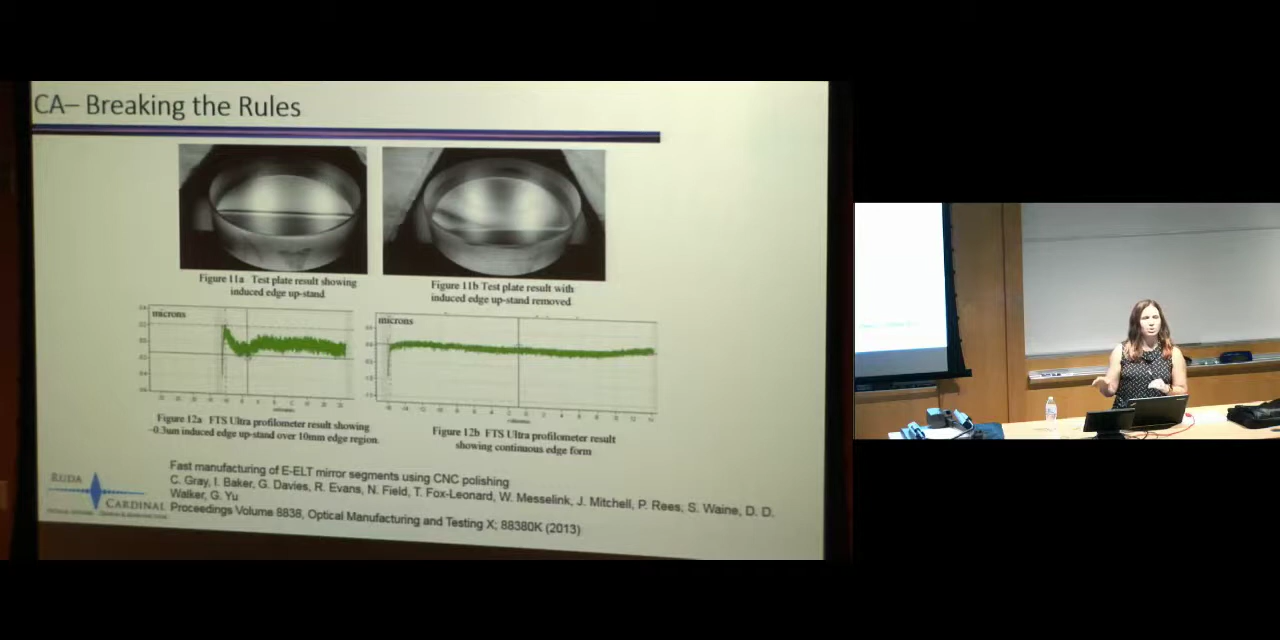 CA– Breaking the Rules
Figure 11a Test plate result showing
induced edge up-stand
Figure 11b Test plate result with
induced edge up-stand removed
microns
microns
Figure 12a FTS Ultra profilometer result showing
~0.3um induced edge up-stand over 10mm edge region.
Figure 12b FTS Ultra profilometer result
showing continuous edge form
Fast manufacturing of E-ELT mirror segments using CNC polishing
C. Gray, I. Baker, G. Davies, R. Evans, N. Field, T. Fox-Leonard, W. Messelink, J. Mitchell, P. Rees, S. Waine, D. D.
Walker, G. Yu
Proceedings Volume 8838, Optical Manufacturing and Testing X; 88380K (2013)
RUDA
CARDINAL